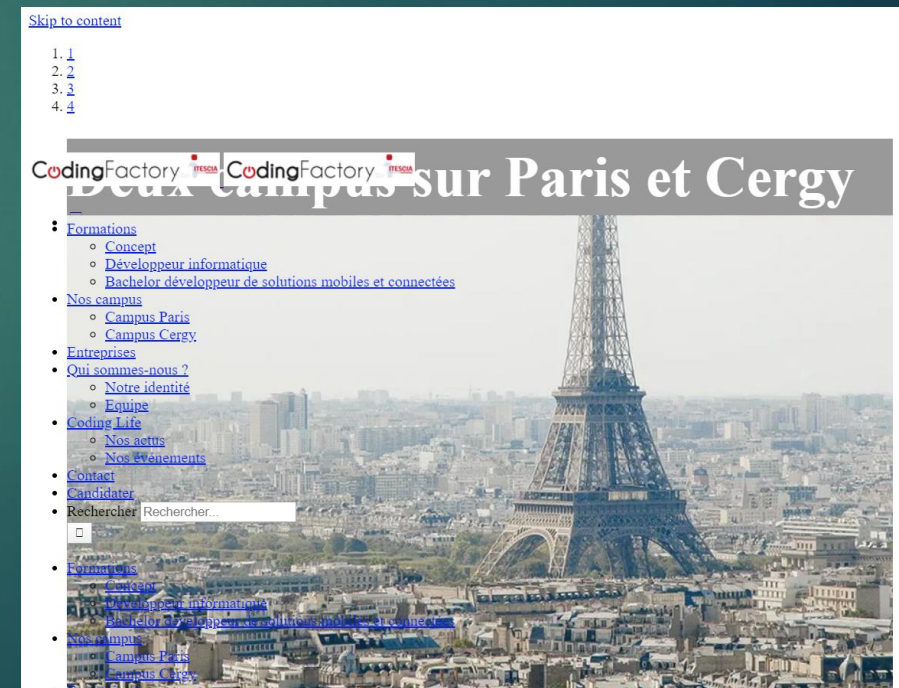 Skip to content
1. 1
2. 2
3. 3
4. 4
CodingFactory ITESCIA CodingFactory ITESCIA
Deux campus sur Paris et Cergy
Formations
Concept
Développeur informatique
Bachelor développeur de solutions mobiles et connectées
Nos campus
Campus Paris
Campus Cergy
Entreprises
Qui sommes-nous ?
Notre identité
Equipe
Coding Life
Nos actus
Nos événements
Contact
Candidater
Rechercher Rechercher...
Formations
Concept
Développeur informatique
Bachelor développeur de solutions mobiles et connectées
Nos campus
Campus Paris
Campus Cergy